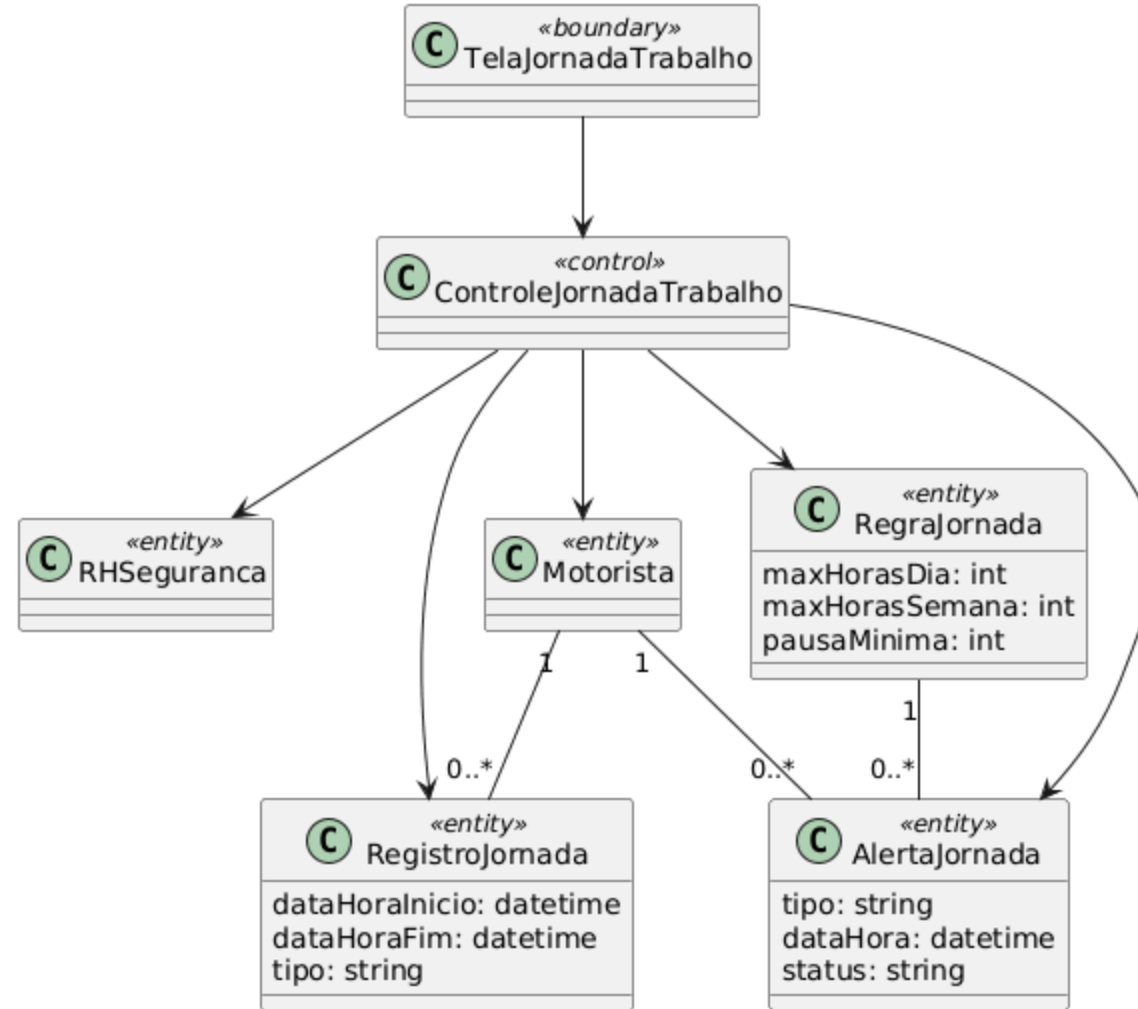 «boundary»
C TelaJornadaTrabalho
«control»
C ControleJornadaTrabalho
«entity»
C RHSeguranca
«entity»
C Motorista
«entity»
C RegraJornada
maxHorasDia: int
maxHorasSemana: int
pausaMinima: int
1
1
1
0..*
0..*
0..*
«entity»
C RegistroJornada
dataHoraInicio: datetime
dataHoraFim: datetime
tipo: string
«entity»
C AlertaJornada
tipo: string
dataHora: datetime
status: string